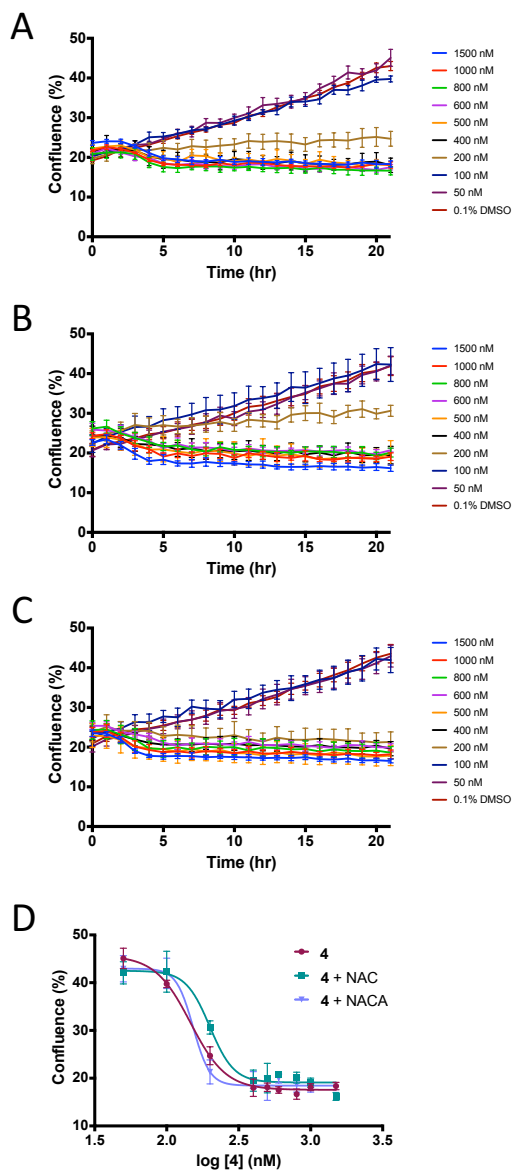 A
Confluence (%)
50
40
30
20
10
0
0 5 10 15 20
Time (hr)
1500 nM
1000 nM
800 nM
600 nM
500 nM
400 nM
200 nM
100 nM
50 nM
0.1% DMSO
B
Confluence (%)
50
40
30
20
10
0
0 5 10 15 20
Time (hr)
1500 nM
1000 nM
800 nM
600 nM
500 nM
400 nM
200 nM
100 nM
50 nM
0.1% DMSO
C
Confluence (%)
50
40
30
20
10
0
0 5 10 15 20
Time (hr)
1500 nM
1000 nM
800 nM
600 nM
500 nM
400 nM
200 nM
100 nM
50 nM
0.1% DMSO
D
Confluence (%)
50
40
30
20
10
1.5 2.0 2.5 3.0 3.5
log [4] (nM)
4
4 + NAC
4 + NACA